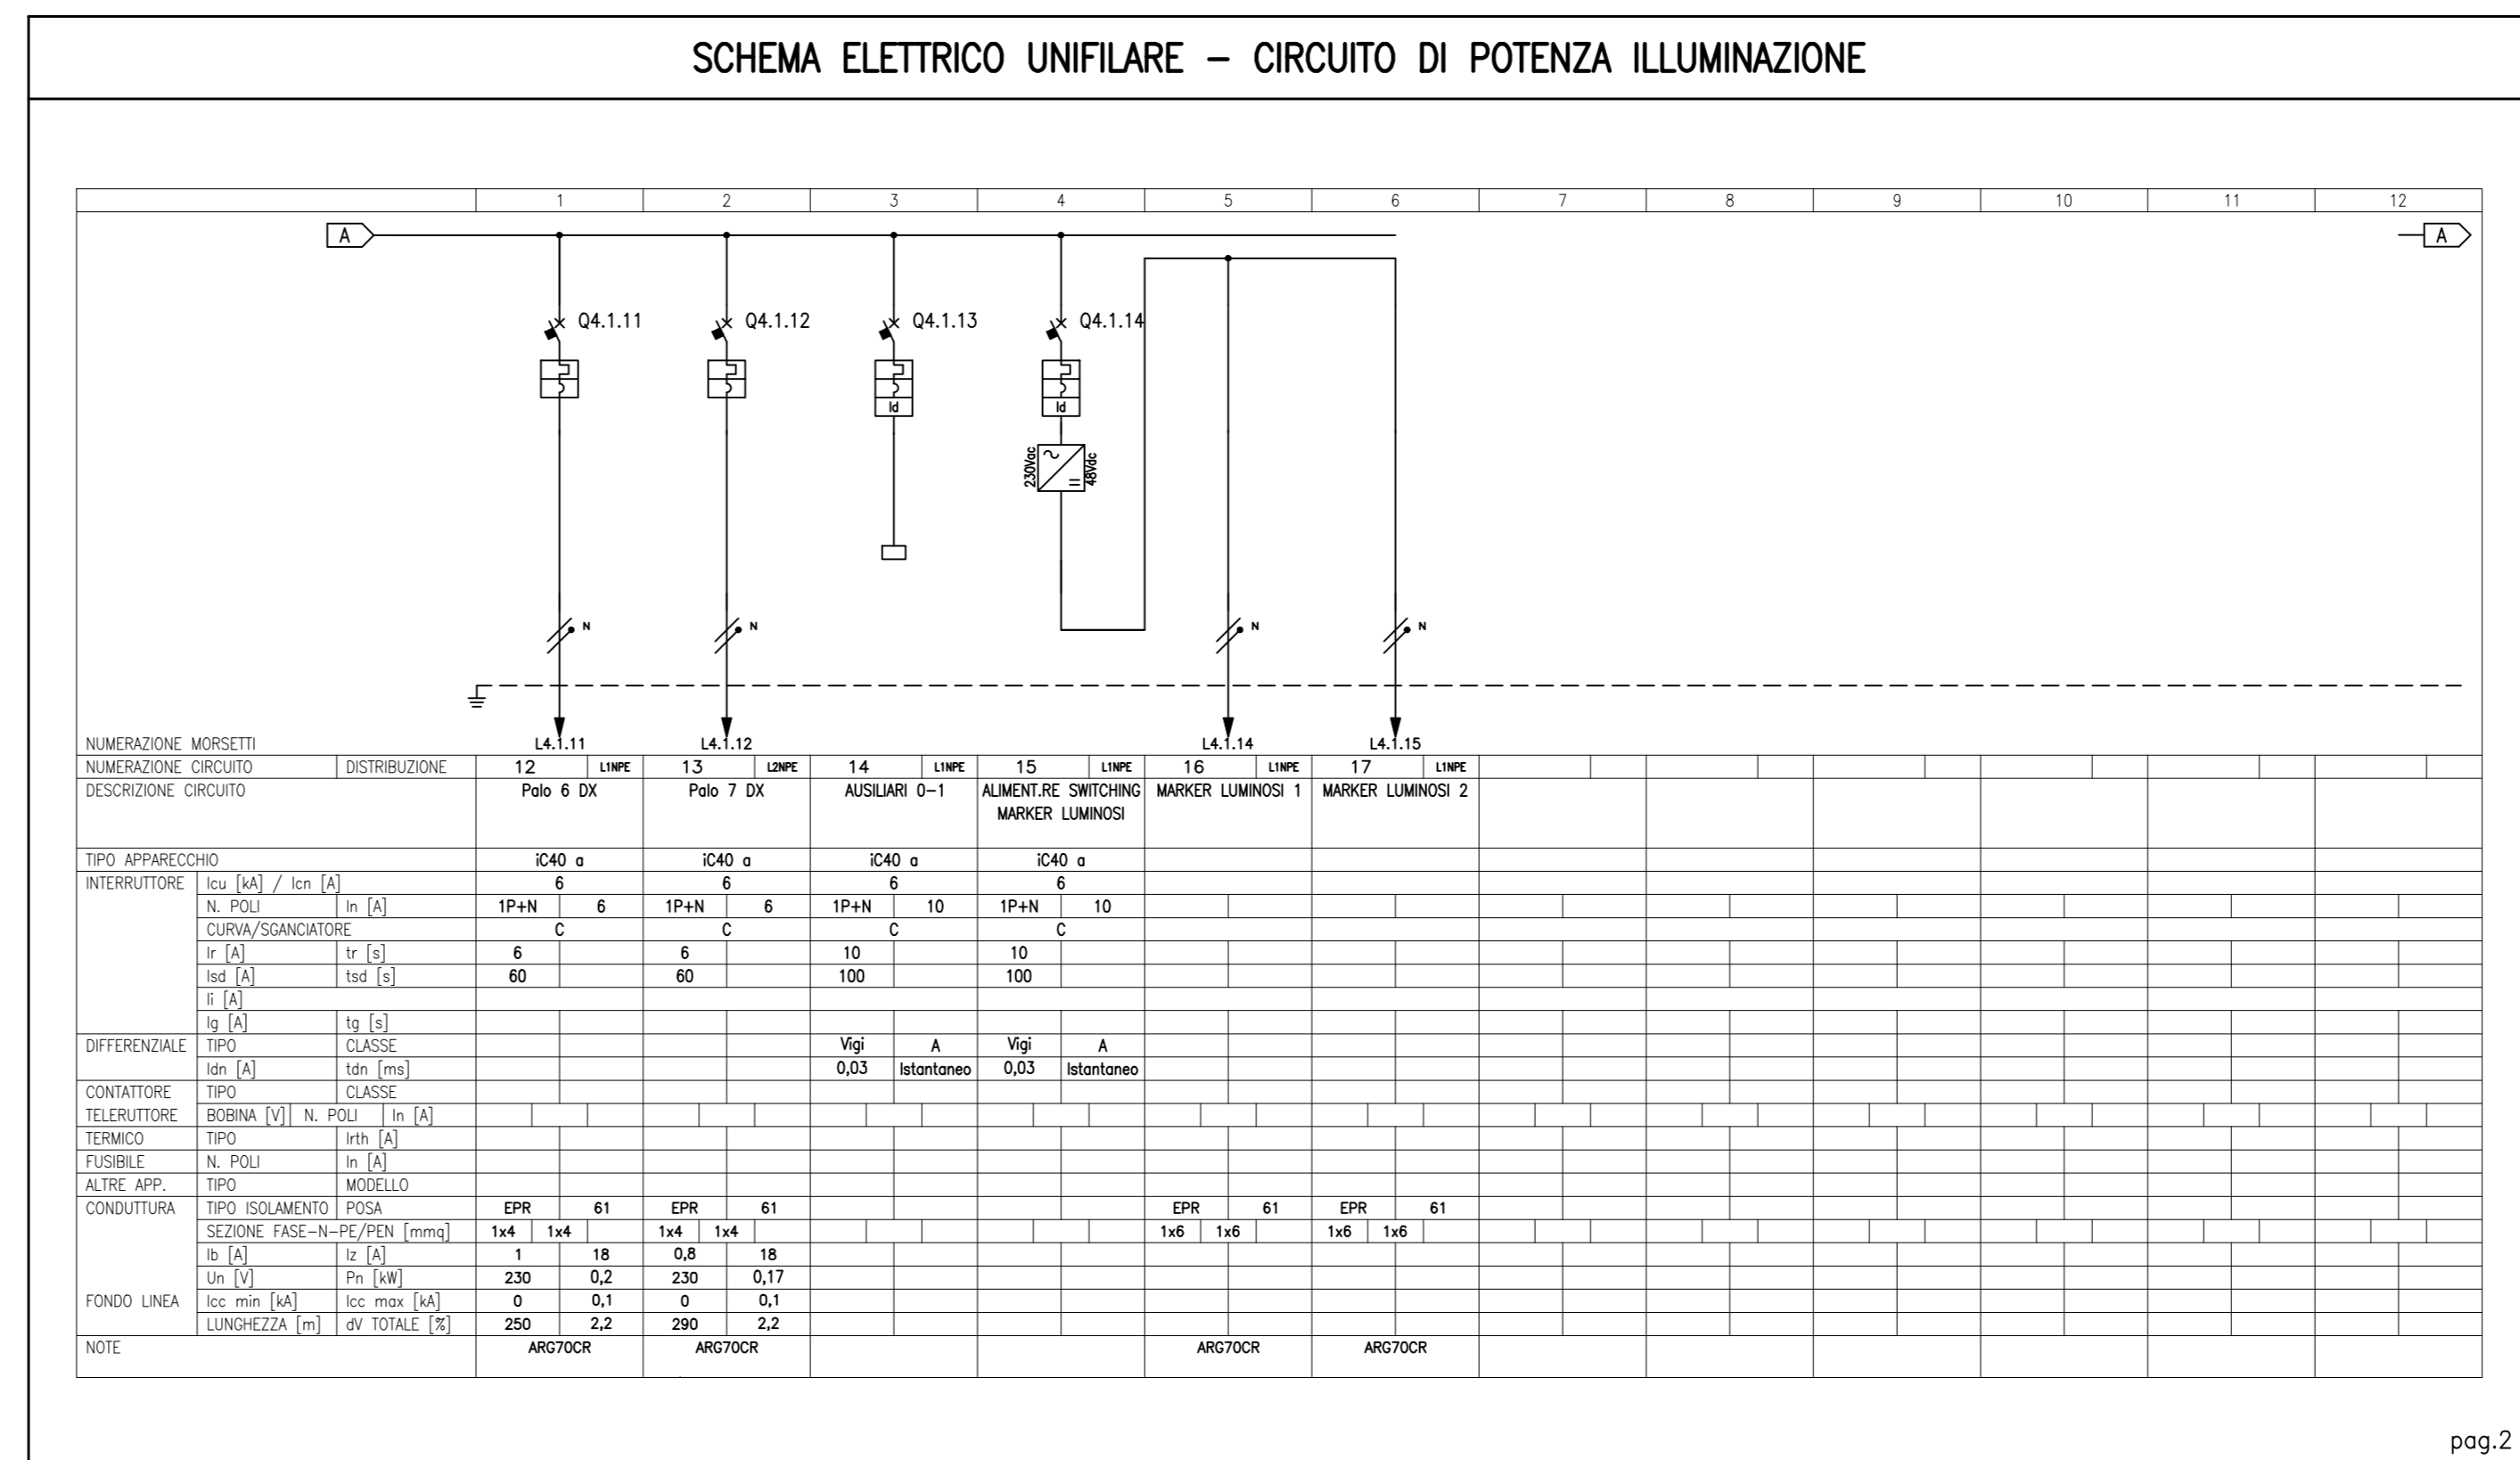 SCHEMA ELETTRICO UNIFILARE – CIRCUITO DI POTENZA ILLUMINAZIONE
1 2 3 4 5 6 7 8 9 10 11 12
A A
Q4.1.11 Q4.1.12 Q4.1.13 Q4.1.14
Id Id
230Vac 48Vdc
N N N N
NUMERAZIONE MORSETTI L4.1.11 L4.1.12 L4.1.14 L4.1.15
NUMERAZIONE CIRCUITO DISTRIBUZIONE 12 L1NPE 13 L2NPE 14 L1NPE 15 L1NPE 16 L1NPE 17 L1NPE
DESCRIZIONE CIRCUITO Palo 6 DX Palo 7 DX AUSILIARI 0–1 ALIMENT.RE SWITCHING MARKER LUMINOSI 1 MARKER LUMINOSI 2
MARKER LUMINOSI
TIPO APPARECCHIO iC40 a iC40 a iC40 a iC40 a
INTERRUTTORE Icu [kA] / Icn [A] 6 6 6 6
N. POLI In [A] 1P+N 6 1P+N 6 1P+N 10 1P+N 10
CURVA/SGANCIATORE C C C C
Ir [A] tr [s] 6 6 10 10
Isd [A] tsd [s] 60 60 100 100
Ii [A]
Ig [A] tg [s]
DIFFERENZIALE TIPO CLASSE Vigi A Vigi A
Idn [A] tdn [ms] 0,03 Istantaneo 0,03 Istantaneo
CONTATTORE TIPO CLASSE
TELERUTTORE BOBINA [V] N. POLI In [A]
TERMICO TIPO Irth [A]
FUSIBILE N. POLI In [A]
ALTRE APP. TIPO MODELLO
CONDUTTURA TIPO ISOLAMENTO POSA EPR 61 EPR 61 EPR 61 EPR 61
SEZIONE FASE–N–PE/PEN [mmq] 1x4 1x4 1x4 1x4 1x6 1x6 1x6 1x6
Ib [A] Iz [A] 1 18 0,8 18
Un [V] Pn [kW] 230 0,2 230 0,17
FONDO LINEA Icc min [kA] Icc max [kA] 0 0,1 0 0,1
LUNGHEZZA [m] dV TOTALE [%] 250 2,2 290 2,2
NOTE ARG7OCR ARG7OCR ARG7OCR ARG7OCR
pag.2